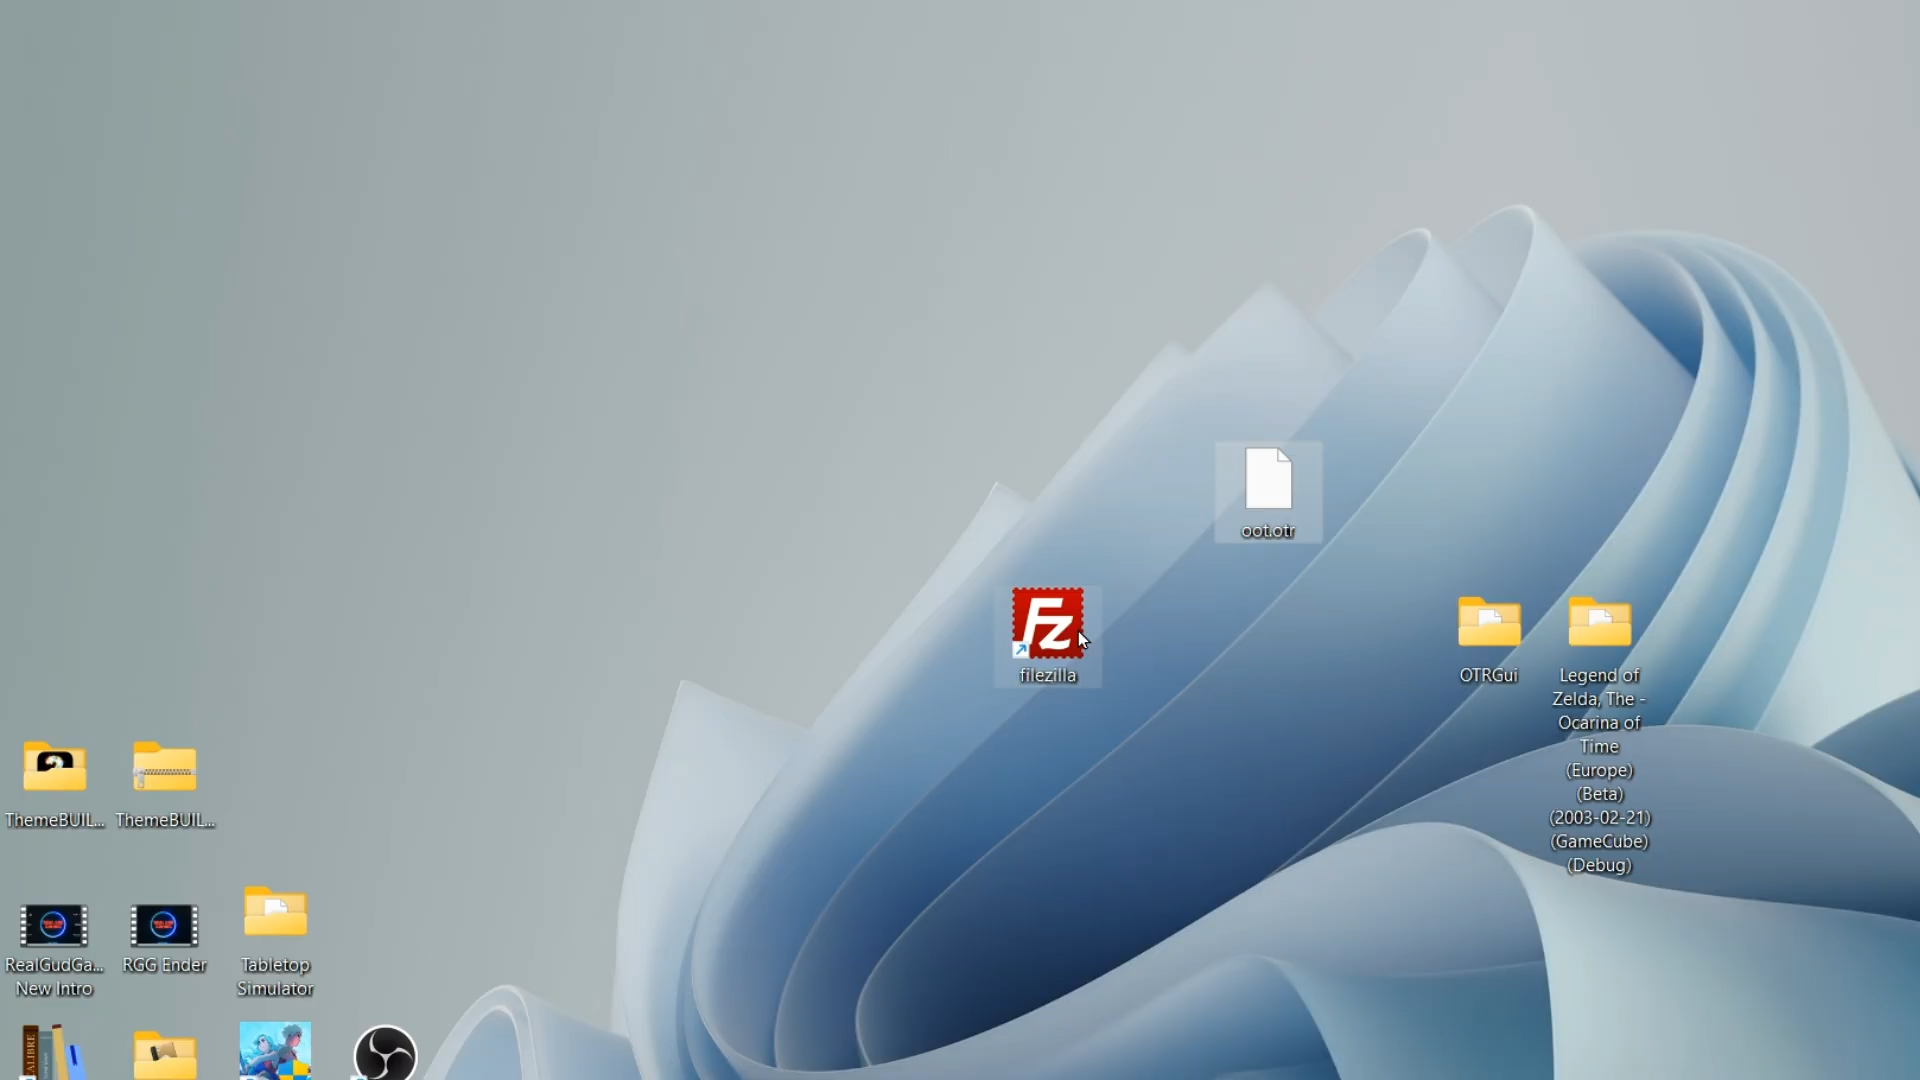 oot.otr
Fz
filezilla
OTRGui
Legend of
Zelda, The -
Ocarina of
Time
(Europe)
(Beta)
(2003-02-21)
(GameCube)
(Debug)
ThemeBUIL...
ThemeBUIL...
RealGudGa...
New Intro
RGG Ender
Tabletop
Simulator